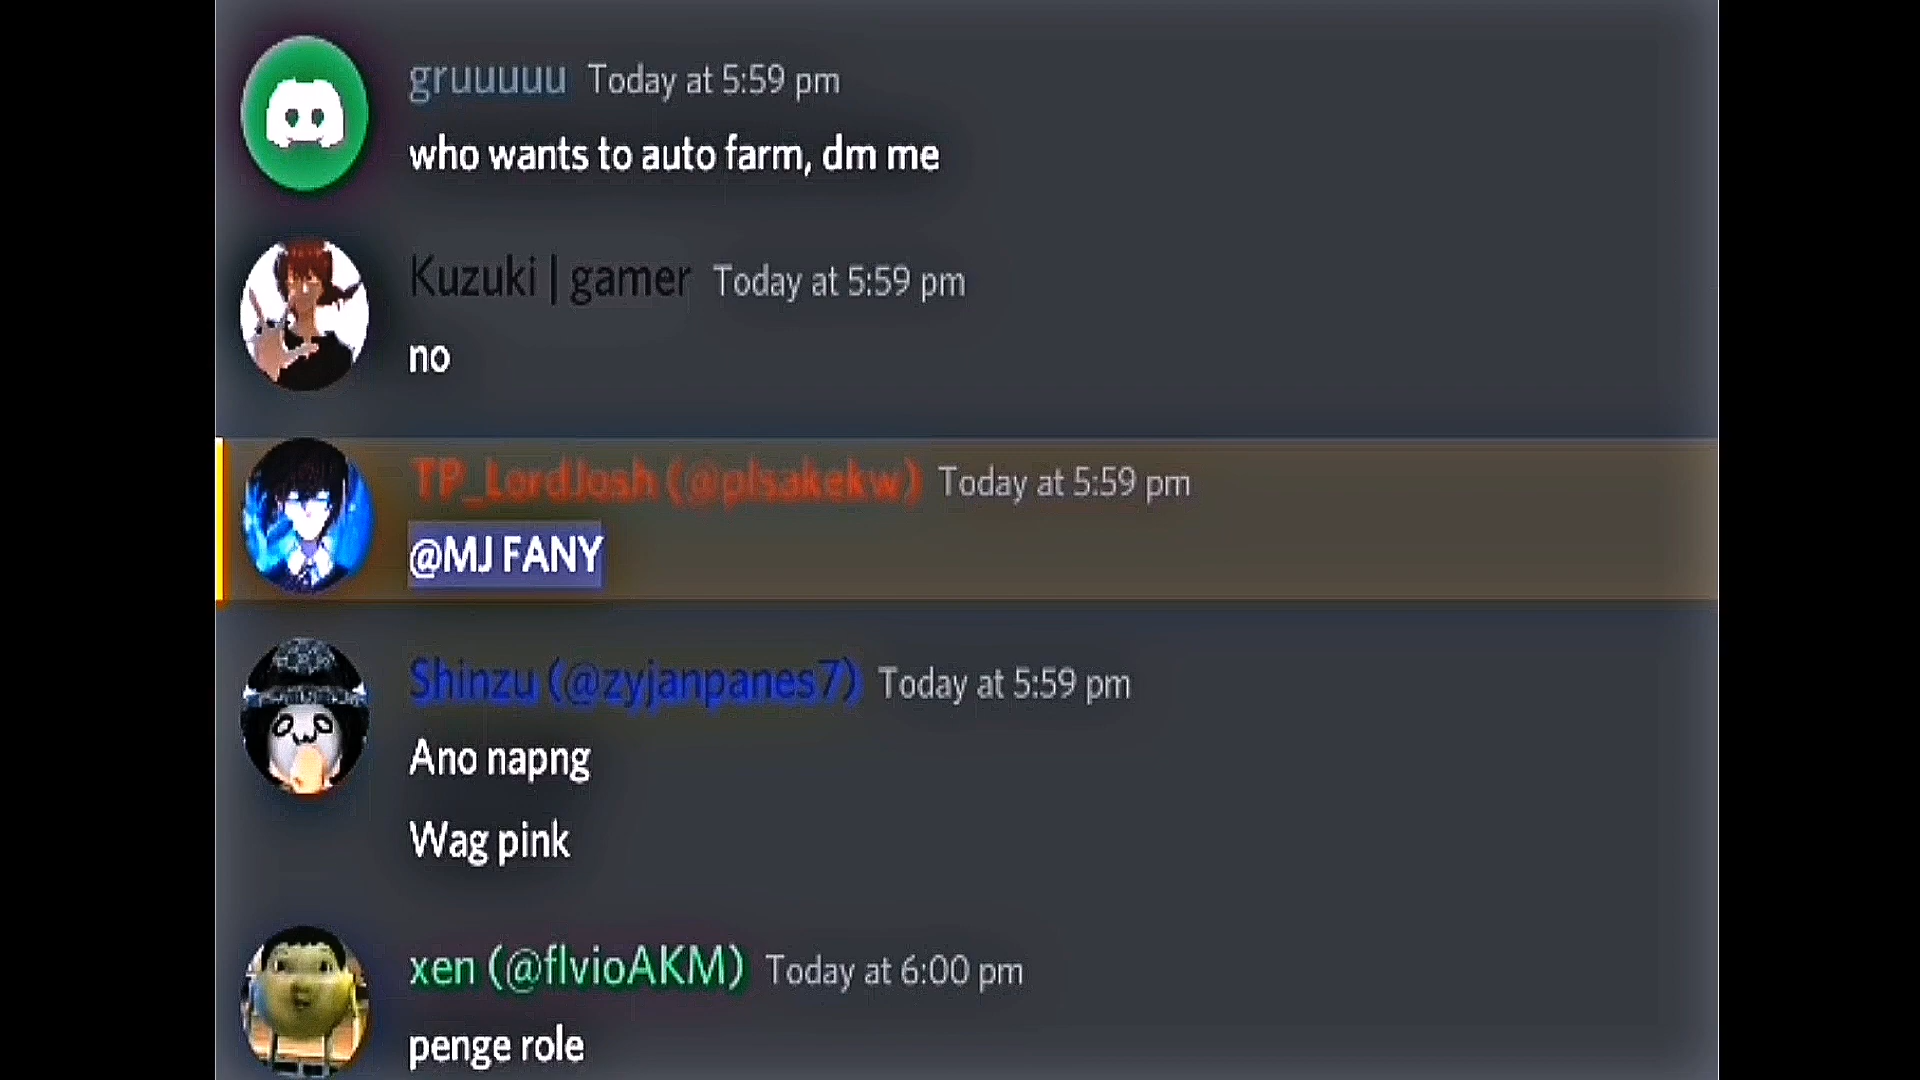 gruuuuu Today at 5:59 pm
who wants to auto farm, dm me
Kuzuki | gamer Today at 5:59 pm
no
TP_LordJosh (@plsakekw) Today at 5:59 pm
@MJ FANY
Shinzu (@zyjanpanes7) Today at 5:59 pm
Ano napng
Wag pink
xen (@flvioAKM) Today at 6:00 pm
penge role